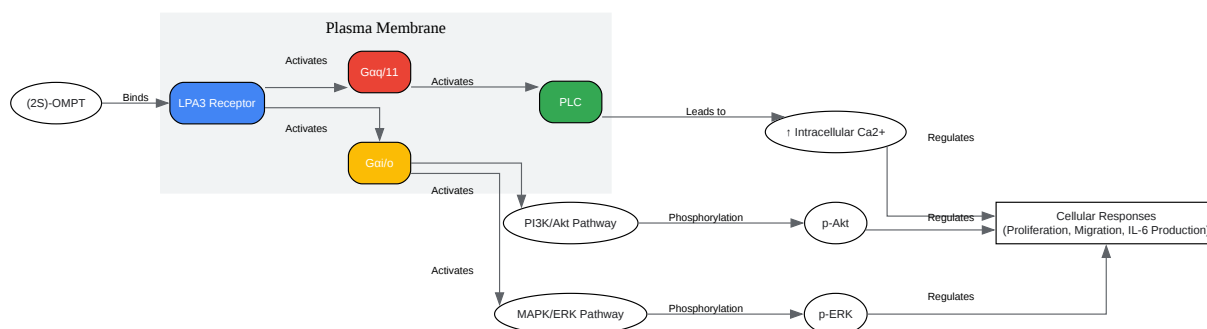 Plasma Membrane
Activates
Gαq/11
Activates
(2S)-OMPT
Binds
LPA3 Receptor
PLC
Leads to
Activates
↑ Intracellular Ca2+
Regulates
Gαi/o
Activates
PI3K/Akt Pathway
Phosphorylation
p-Akt
Regulates
Cellular Responses
(Proliferation, Migration, IL-6 Production)
Activates
MAPK/ERK Pathway
Phosphorylation
p-ERK
Regulates